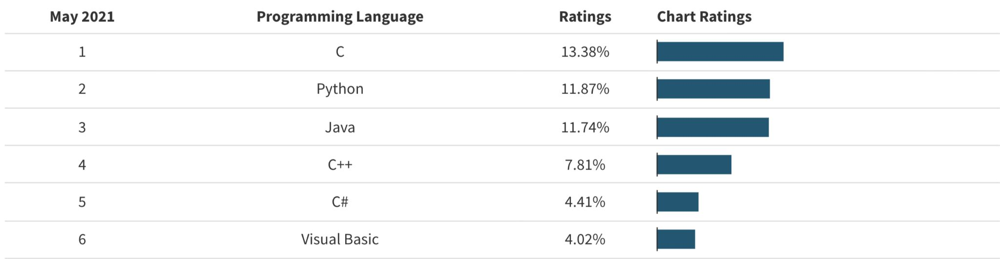 May 2021 Programming Language Ratings Chart Ratings
1 C 13.38%
2 Python 11.87%
3 Java 11.74%
4 C++ 7.81%
5 C# 4.41%
6 Visual Basic 4.02%